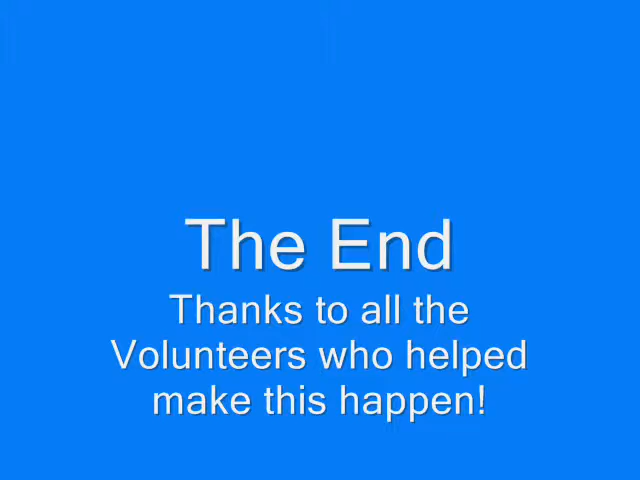 The End
Thanks to all the
Volunteers who helped
make this happen!